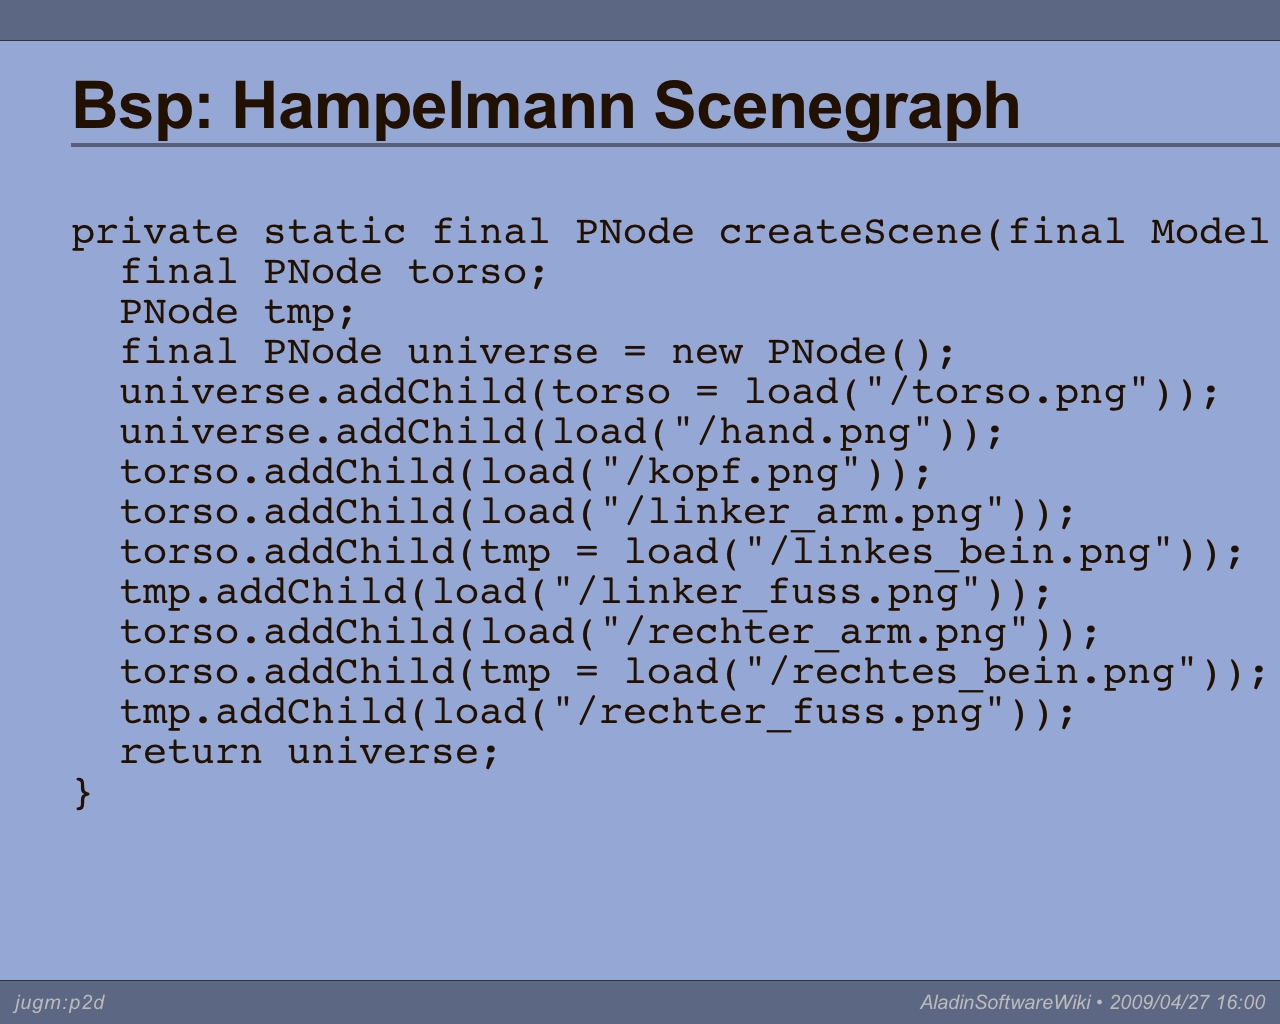 Bsp: Hampelmann Scenegraph
private static final PNode createScene(final Model
  final PNode torso;
  PNode tmp;
  final PNode universe = new PNode();
  universe.addChild(torso = load("/torso.png"));
  universe.addChild(load("/hand.png"));
  torso.addChild(load("/kopf.png"));
  torso.addChild(load("/linker_arm.png"));
  torso.addChild(tmp = load("/linkes_bein.png"));
  tmp.addChild(load("/linker_fuss.png"));
  torso.addChild(load("/rechter_arm.png"));
  torso.addChild(tmp = load("/rechtes_bein.png"));
  tmp.addChild(load("/rechter_fuss.png"));
  return universe;
}
jugm:p2d
AladinSoftwareWiki • 2009/04/27 16:00